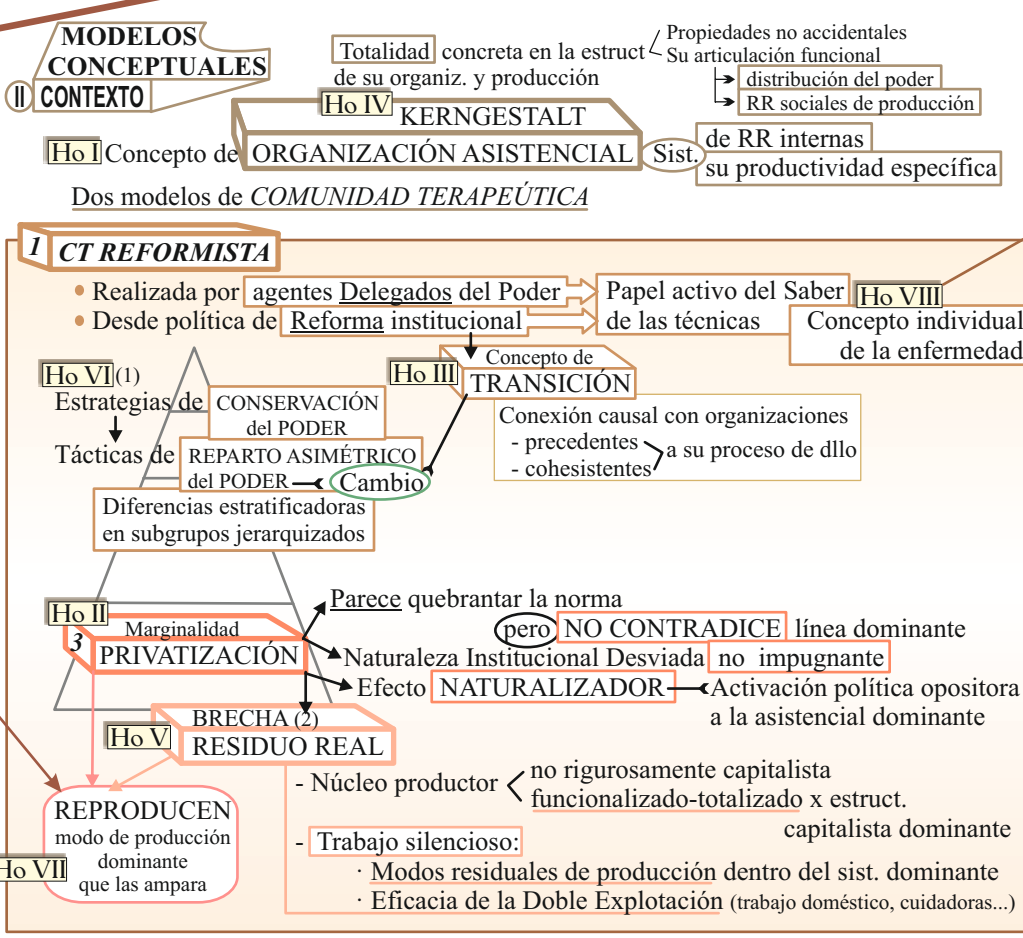 MODELOS
CONCEPTUALES
II CONTEXTO
Totalidad concreta en la estruct
de su organiz. y producción
Propiedades no accidentales
Su articulación funcional
distribución del poder
RR sociales de producción
Ho IV
KERNGESTALT
Ho I Concepto de ORGANIZACIÓN ASISTENCIAL Sist.
de RR internas
su productividad específica
Dos modelos de COMUNIDAD TERAPEÚTICA
1 CT REFORMISTA
• Realizada por agentes Delegados del Poder
• Desde política de Reforma institucional
Papel activo del Saber
de las técnicas
Ho VIII
Concepto individual
de la enfermedad
Ho III
Concepto de
TRANSICIÓN
Conexión causal con organizaciones
- precedentes
- cohesistentes
a su proceso de dllo
Ho VI (1)
Estrategias de CONSERVACIÓN
del PODER
Tácticas de REPARTO ASIMÉTRICO
del PODER Cambio
Diferencias estratificadoras
en subgrupos jerarquizados
Ho II
3
Marginalidad
PRIVATIZACIÓN
Parece quebrantar la norma
pero NO CONTRADICE línea dominante
Naturaleza Institucional Desviada no impugnante
Efecto NATURALIZADOR Activación política opositora
a la asistencial dominante
BRECHA (2)
Ho V
RESIDUO REAL
- Núcleo productor
no rigurosamente capitalista
funcionalizado-totalizado x estruct.
capitalista dominante
- Trabajo silencioso:
· Modos residuales de producción dentro del sist. dominante
· Eficacia de la Doble Explotación (trabajo doméstico, cuidadoras...)
REPRODUCEN
modo de producción
dominante
que las ampara
Ho VII